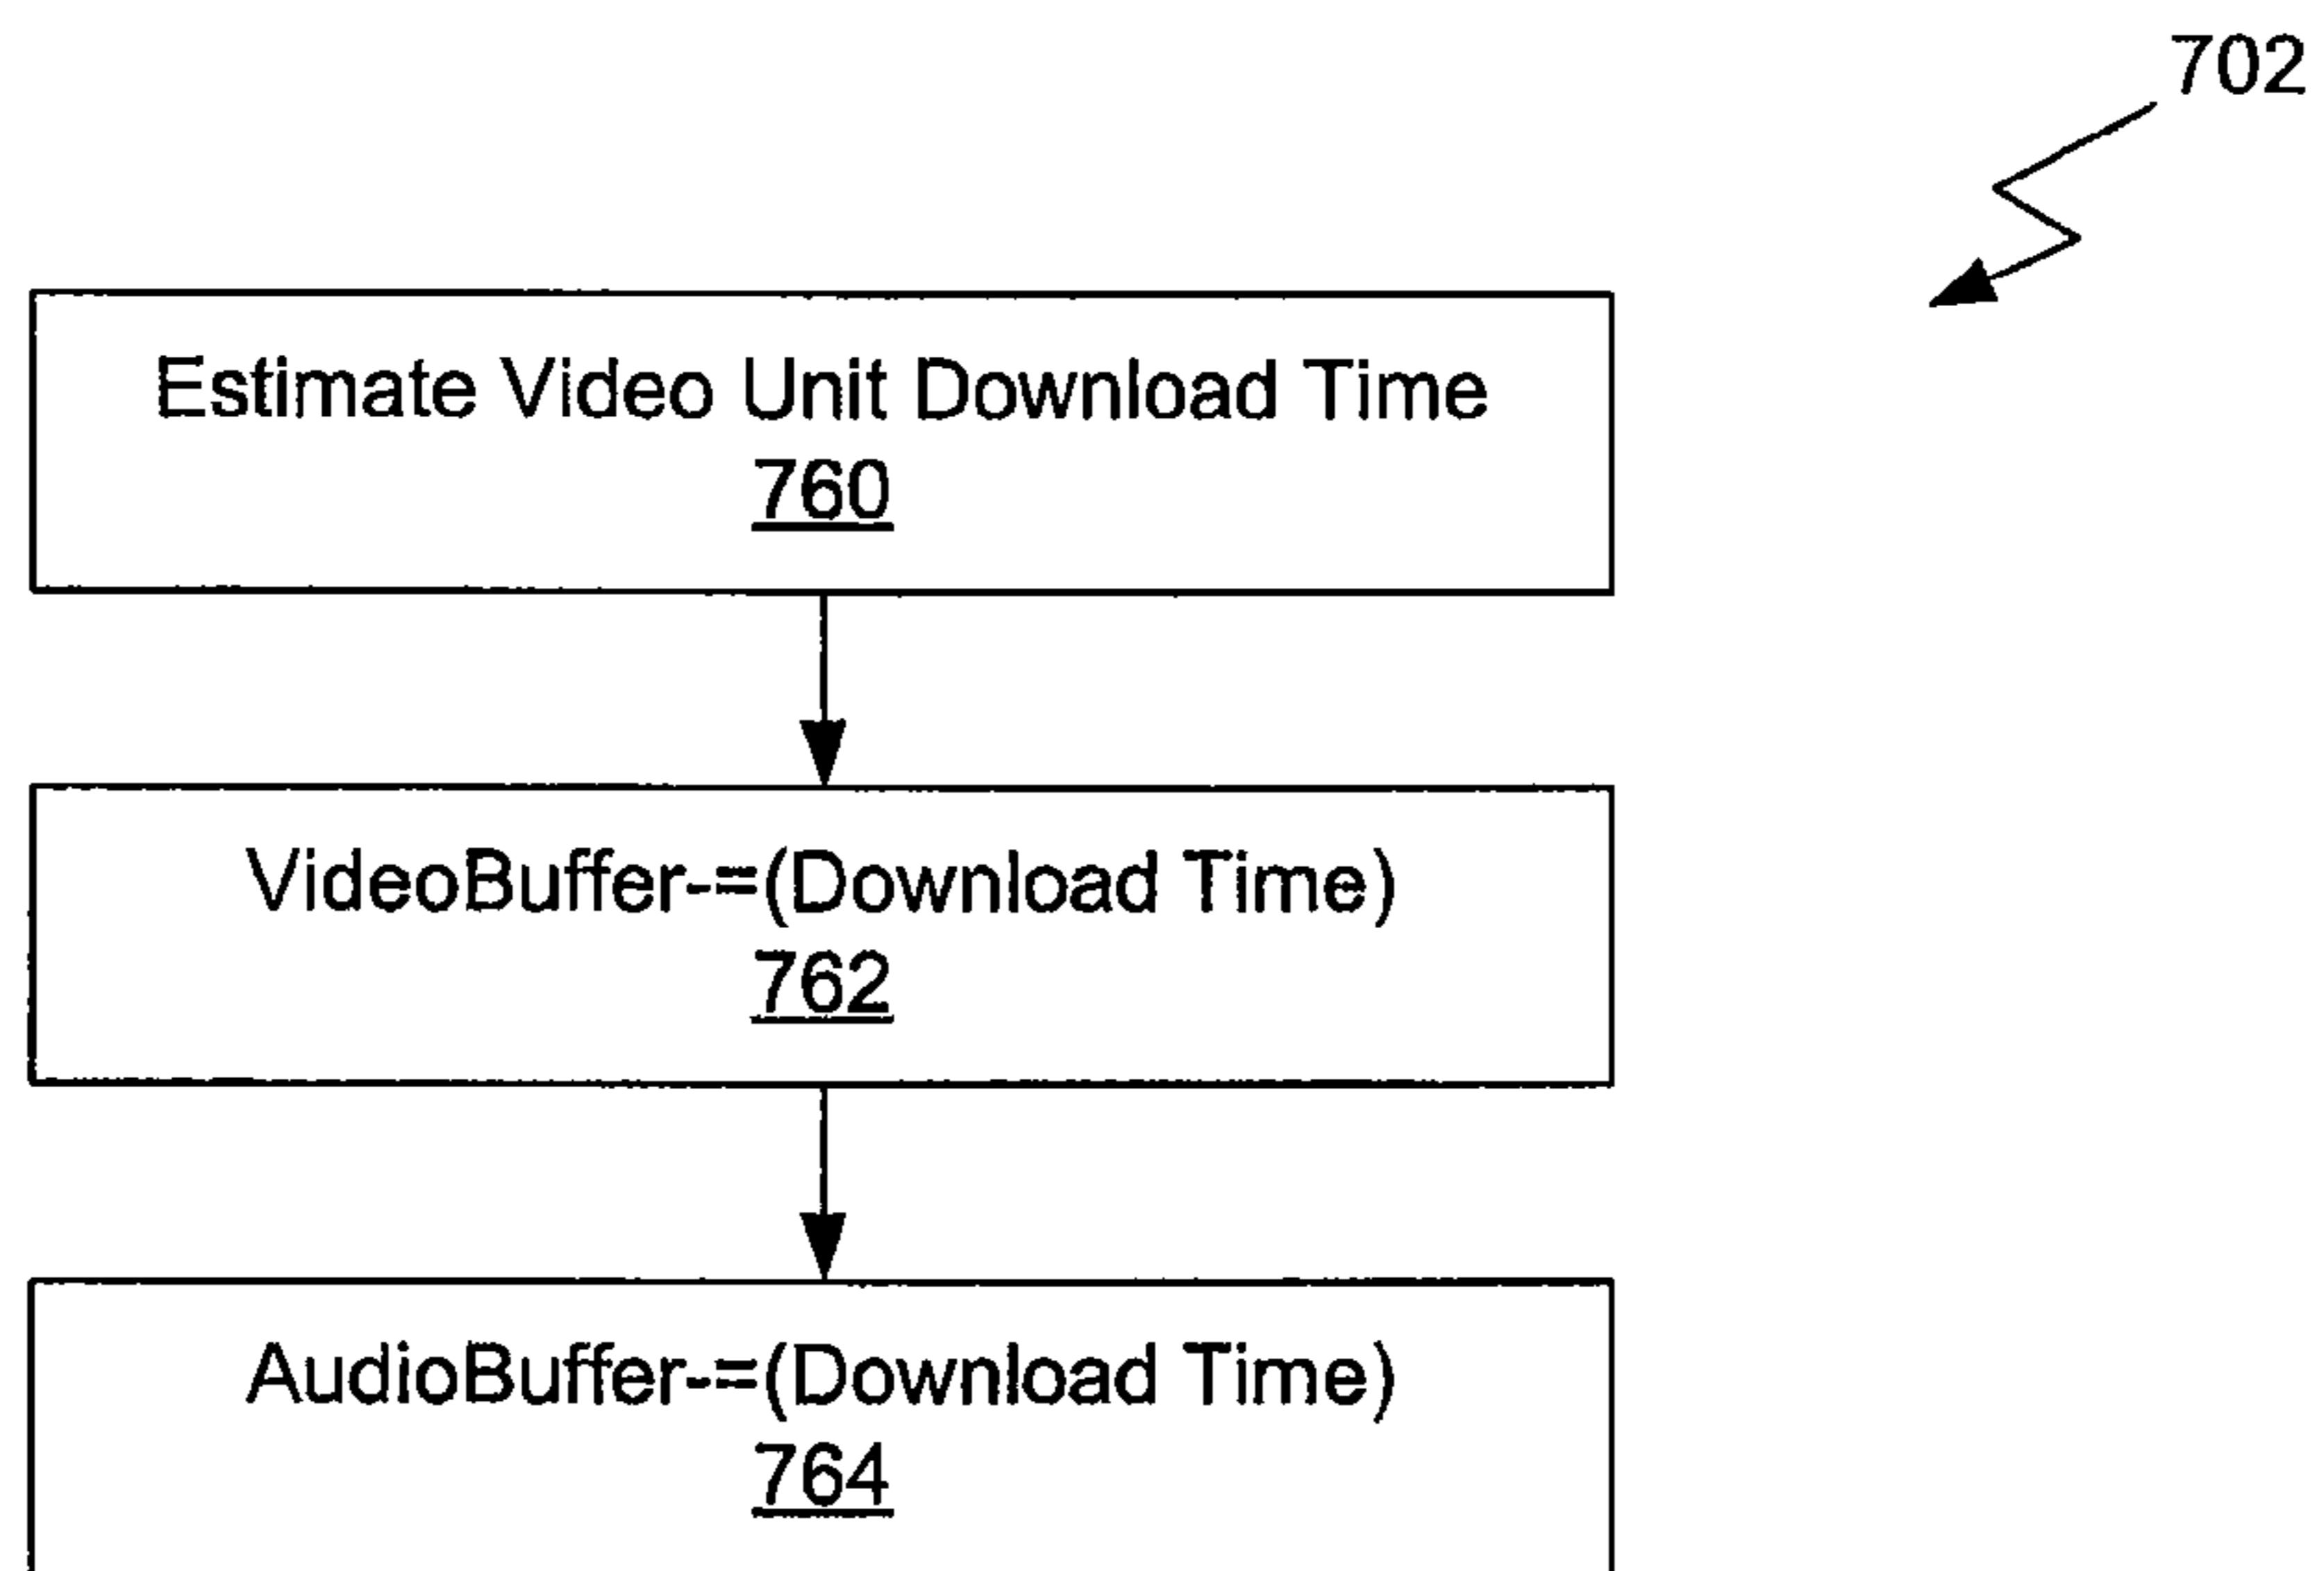 702
Estimate Video Unit Download Time
760
VideoBuffer-=(Download Time)
762
AudioBuffer-=(Download Time)
764